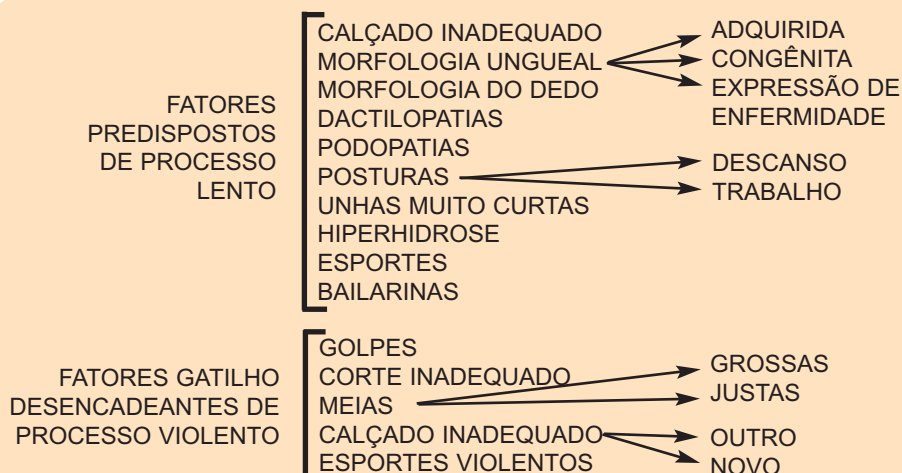 FATORES
PREDISPOSTOS
DE PROCESSO
LENTO
CALÇADO INADEQUADO
MORFOLOGIA UNGUEAL
MORFOLOGIA DO DEDO
DACTILOPATIAS
PODOPATIAS
POSTURAS
UNHAS MUITO CURTAS
HIPERHIDROSE
ESPORTES
BAILARINAS
ADQUIRIDA
CONGÊNITA
EXPRESSÃO DE
ENFERMIDADE
DESCANSO
TRABALHO
FATORES GATILHO
DESENCADEANTES DE
PROCESSO VIOLENTO
GOLPES
CORTE INADEQUADO
MEIAS
CALÇADO INADEQUADO
ESPORTES VIOLENTOS
GROSSAS
JUSTAS
OUTRO
NOVO